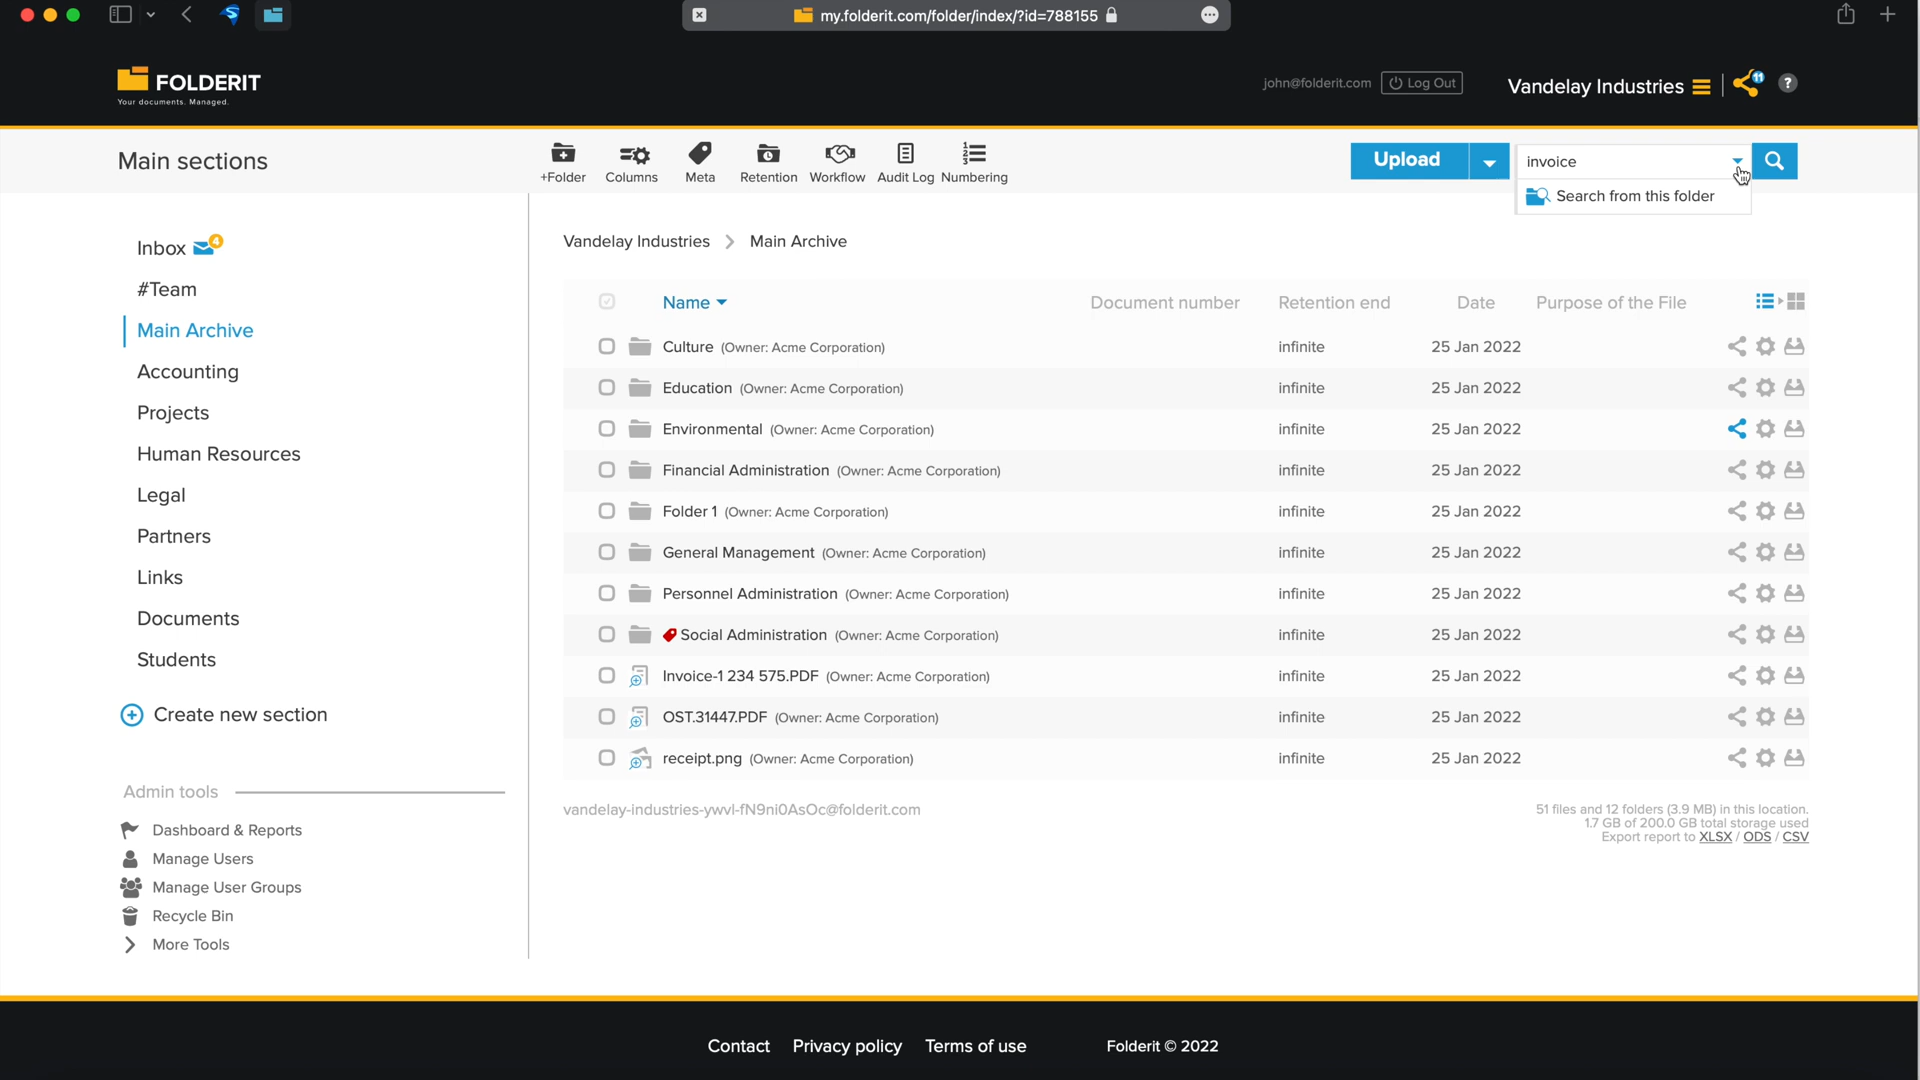 my.folderit.com/folder/index/?id=788155
FOLDERIT
Your documents. Managed.
john@folderit.com
Log Out
Vandelay Industries
11
?
Main sections
+Folder
Columns
Meta
Retention
Workflow
Audit Log
Numbering
Upload
invoice
Search from this folder
Inbox 4
#Team
Main Archive
Accounting
Projects
Human Resources
Legal
Partners
Links
Documents
Students
Create new section
Admin tools
Dashboard & Reports
Manage Users
Manage User Groups
Recycle Bin
More Tools
Vandelay Industries > Main Archive
Name Document number Retention end Date Purpose of the File
Culture (Owner: Acme Corporation) infinite 25 Jan 2022
Education (Owner: Acme Corporation) infinite 25 Jan 2022
Environmental (Owner: Acme Corporation) infinite 25 Jan 2022
Financial Administration (Owner: Acme Corporation) infinite 25 Jan 2022
Folder 1 (Owner: Acme Corporation) infinite 25 Jan 2022
General Management (Owner: Acme Corporation) infinite 25 Jan 2022
Personnel Administration (Owner: Acme Corporation) infinite 25 Jan 2022
Social Administration (Owner: Acme Corporation) infinite 25 Jan 2022
Invoice-1 234 575.PDF (Owner: Acme Corporation) infinite 25 Jan 2022
OST.31447.PDF (Owner: Acme Corporation) infinite 25 Jan 2022
receipt.png (Owner: Acme Corporation) infinite 25 Jan 2022
vandelay-industries-ywvl-fN9ni0AsOc@folderit.com
51 files and 12 folders (3.9 MB) in this location.
1.7 GB of 200.0 GB total storage used
Export report to XLSX / ODS / CSV
Contact Privacy policy Terms of use Folderit © 2022